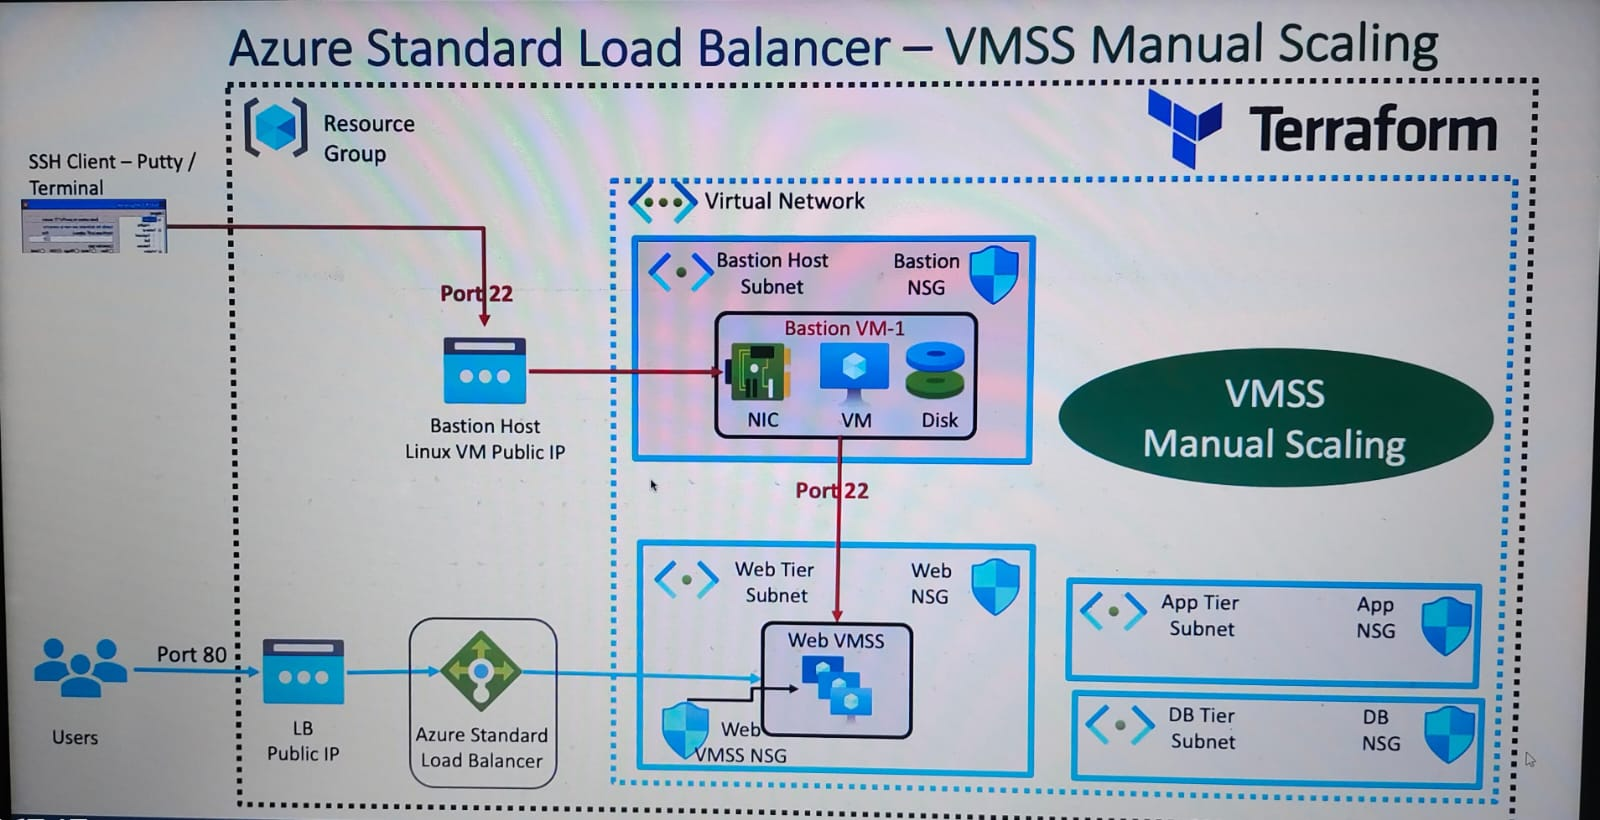 Azure Standard Load Balancer – VMSS Manual Scaling
Resource
Group
Terraform
SSH Client – Putty /
Terminal
Virtual Network
Bastion Host
Subnet
Bastion
NSG
Port 22
Bastion VM-1
NIC
VM
Disk
Bastion Host
Linux VM Public IP
VMSS
Manual Scaling
Port 22
Web Tier
Subnet
Web
NSG
App Tier
Subnet
App
NSG
Web VMSS
Port 80
Users
LB
Public IP
Azure Standard
Load Balancer
Web
VMSS NSG
DB Tier
Subnet
DB
NSG